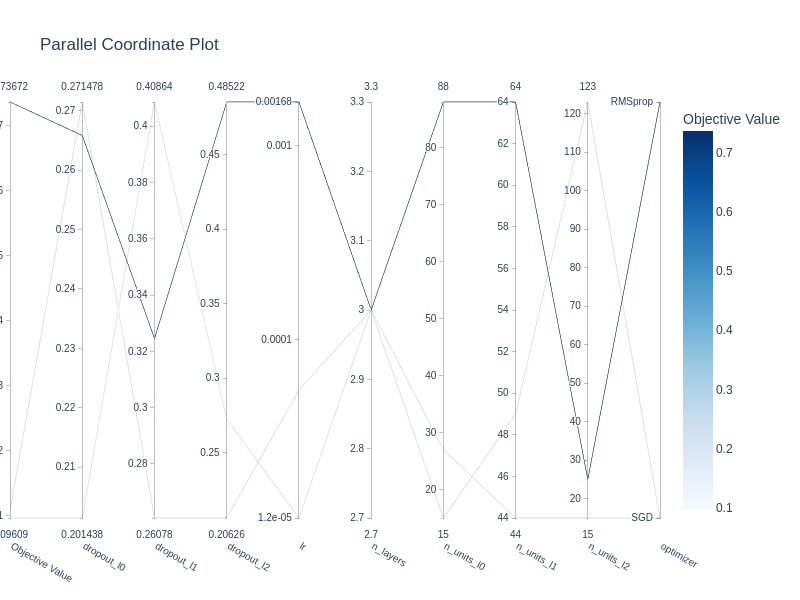 Parallel Coordinate Plot
73672 0.271478 0.40864 0.48522 3.3 88 64 123
0.00168 3.3 64 RMSprop
0.27 0.4 0.001 80 62 120 Objective Value
7 0.26 0.38 0.45 3.2 70 60 110 0.7
6 0.25 0.36 0.4 3.1 60 58 100 0.6
5 0.24 0.34 0.35 3 50 56 90 0.5
4 0.23 0.32 0.0001 54 80 0.4
3 0.22 0.3 0.3 2.9 40 52 70 0.3
2 0.21 0.28 0.25 2.8 30 50 60 0.2
1 1.2e-05 2.7 20 48 50 0.1
46 40
44 30
20
SGD
09609 0.201438 0.26078 0.20626 2.7 15 44 15
Objective Value dropout_l0 dropout_l1 dropout_l2 lr n_layers n_units_l0 n_units_l1 n_units_l2 optimizer